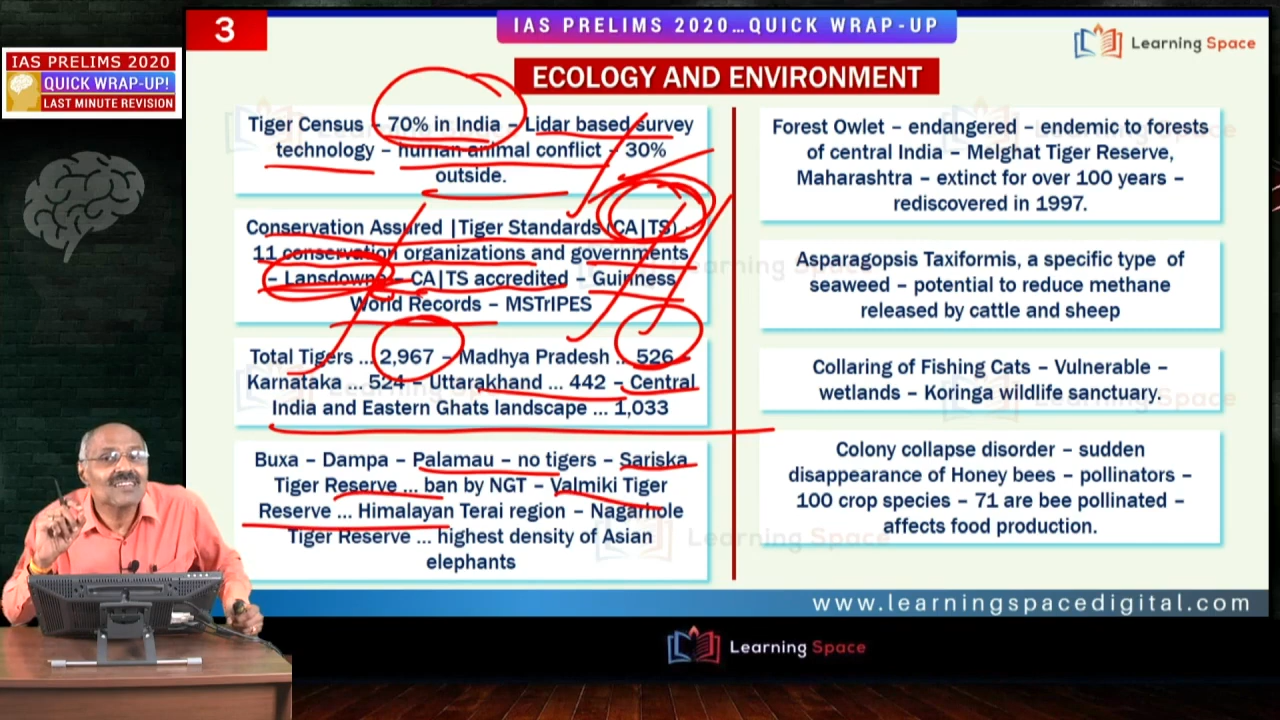 3
IAS PRELIMS 2020...QUICK WRAP-UP
Learning Space
IAS PRELIMS 2020
QUICK WRAP-UP!
LAST MINUTE REVISION
ECOLOGY AND ENVIRONMENT
Tiger Census – 70% in India – Lidar based survey
technology – human animal conflict – 30%
outside.
Conservation Assured |Tiger Standards (CA|TS)
11 conservation organizations and governments
– Lansdowne – CA|TS accredited – Guinness
World Records – MSTrIPES
Total Tigers ... 2,967 – Madhya Pradesh .. 526
Karnataka ... 524 – Uttarakhand ... 442 – Central
India and Eastern Ghats landscape ... 1,033
Buxa – Dampa – Palamau – no tigers – Sariska
Tiger Reserve ... ban by NGT – Valmiki Tiger
Reserve ... Himalayan Terai region – Nagarhole
Tiger Reserve ... highest density of Asian
elephants
Forest Owlet – endangered – endemic to forests
of central India – Melghat Tiger Reserve,
Maharashtra – extinct for over 100 years –
rediscovered in 1997.
Asparagopsis Taxiformis, a specific type of
seaweed – potential to reduce methane
released by cattle and sheep
Collaring of Fishing Cats – Vulnerable –
wetlands – Koringa wildlife sanctuary.
Colony collapse disorder – sudden
disappearance of Honey bees – pollinators –
100 crop species – 71 are bee pollinated –
affects food production.
www.learningspacedigital.com
Learning Space